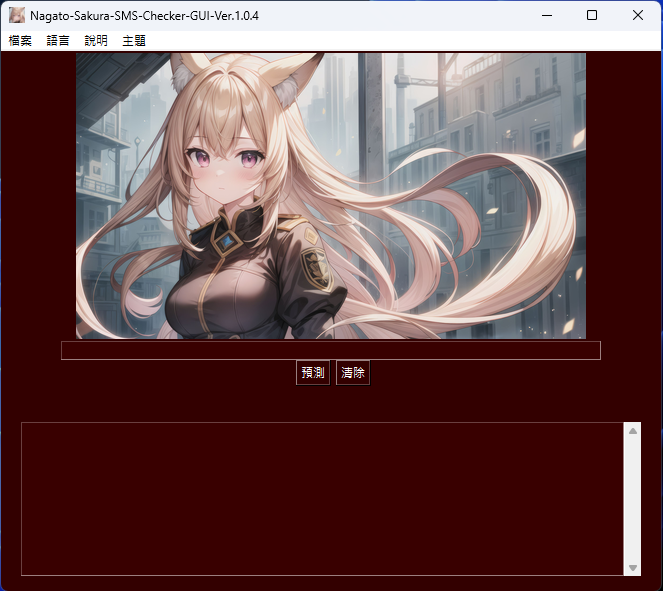 Nagato-Sakura-SMS-Checker-GUI-Ver.1.0.4
檔案 語言 說明 主題
預測 清除